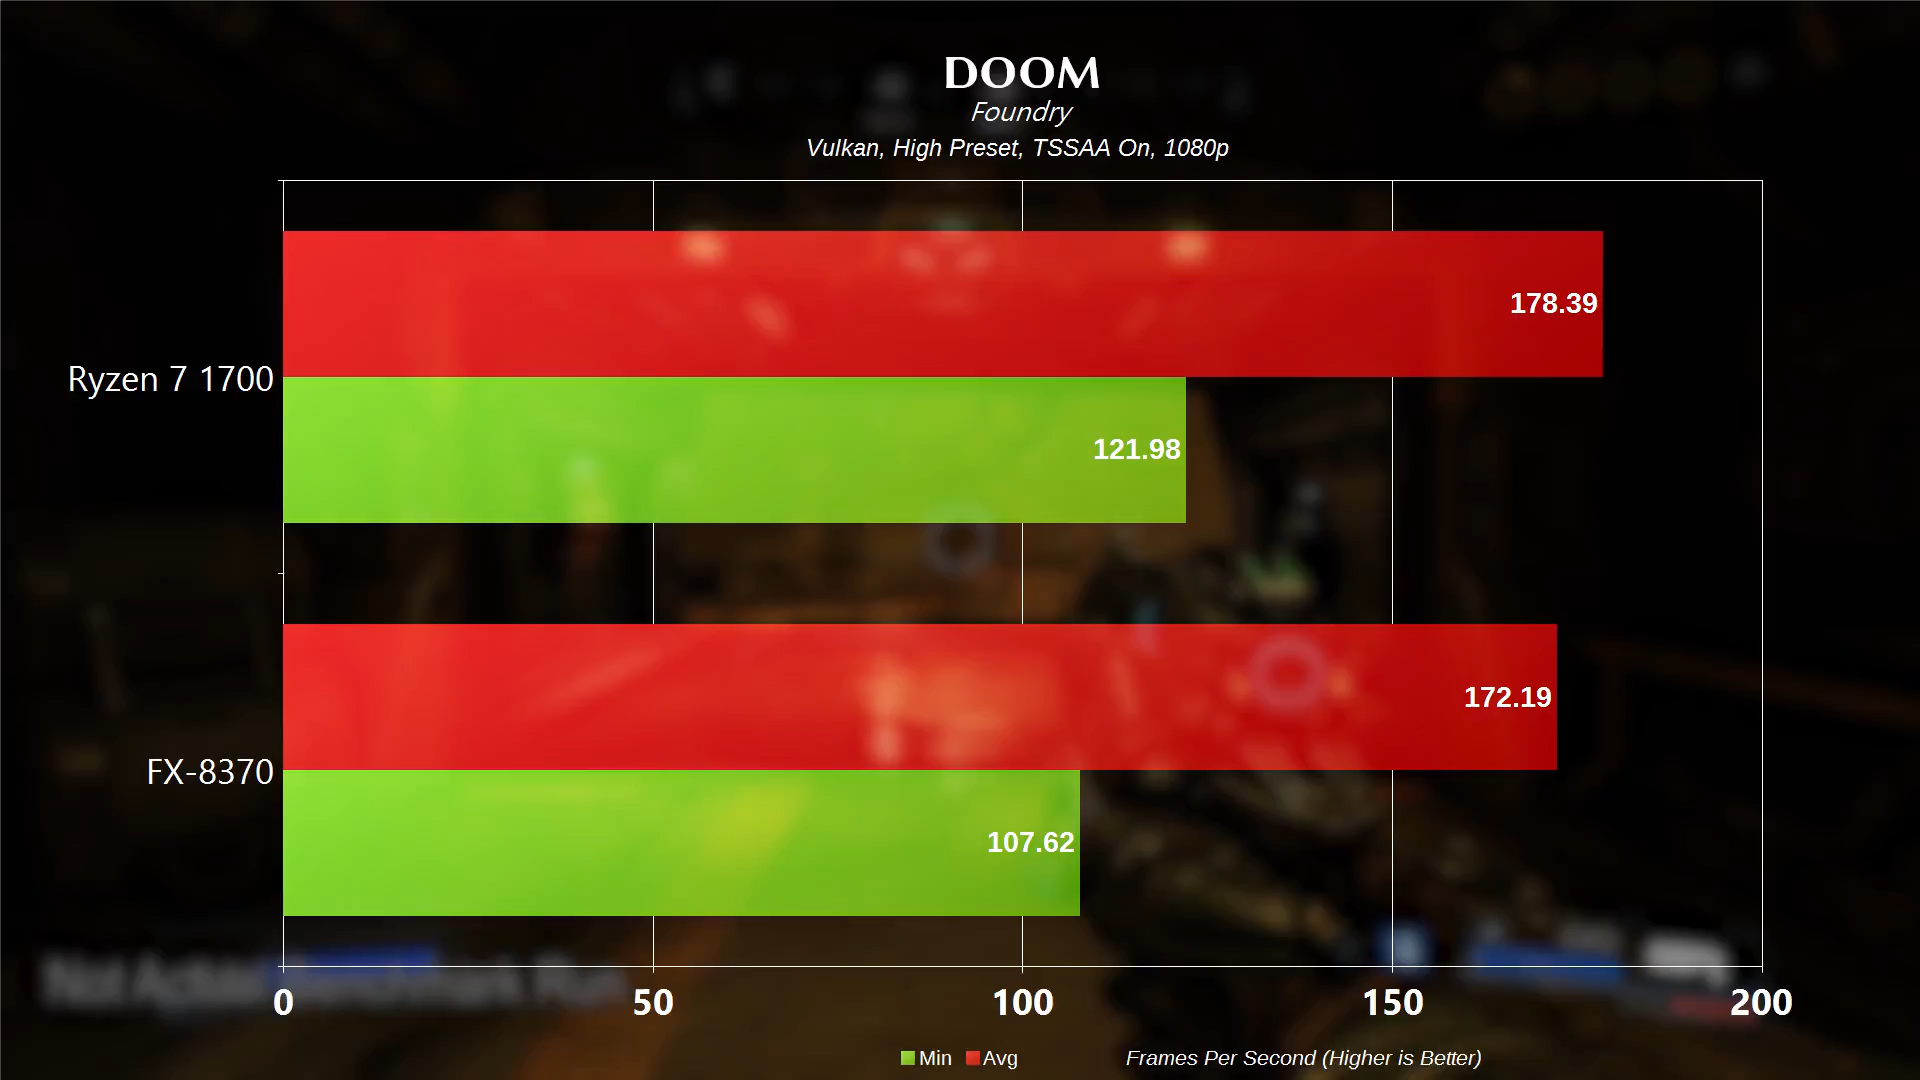 DOOM
Foundry
Vulkan, High Preset, TSSAA On, 1080p
Ryzen 7 1700
178.39
121.98
FX-8370
172.19
107.62
0 50 100 150 200
Min Avg Frames Per Second (Higher is Better)